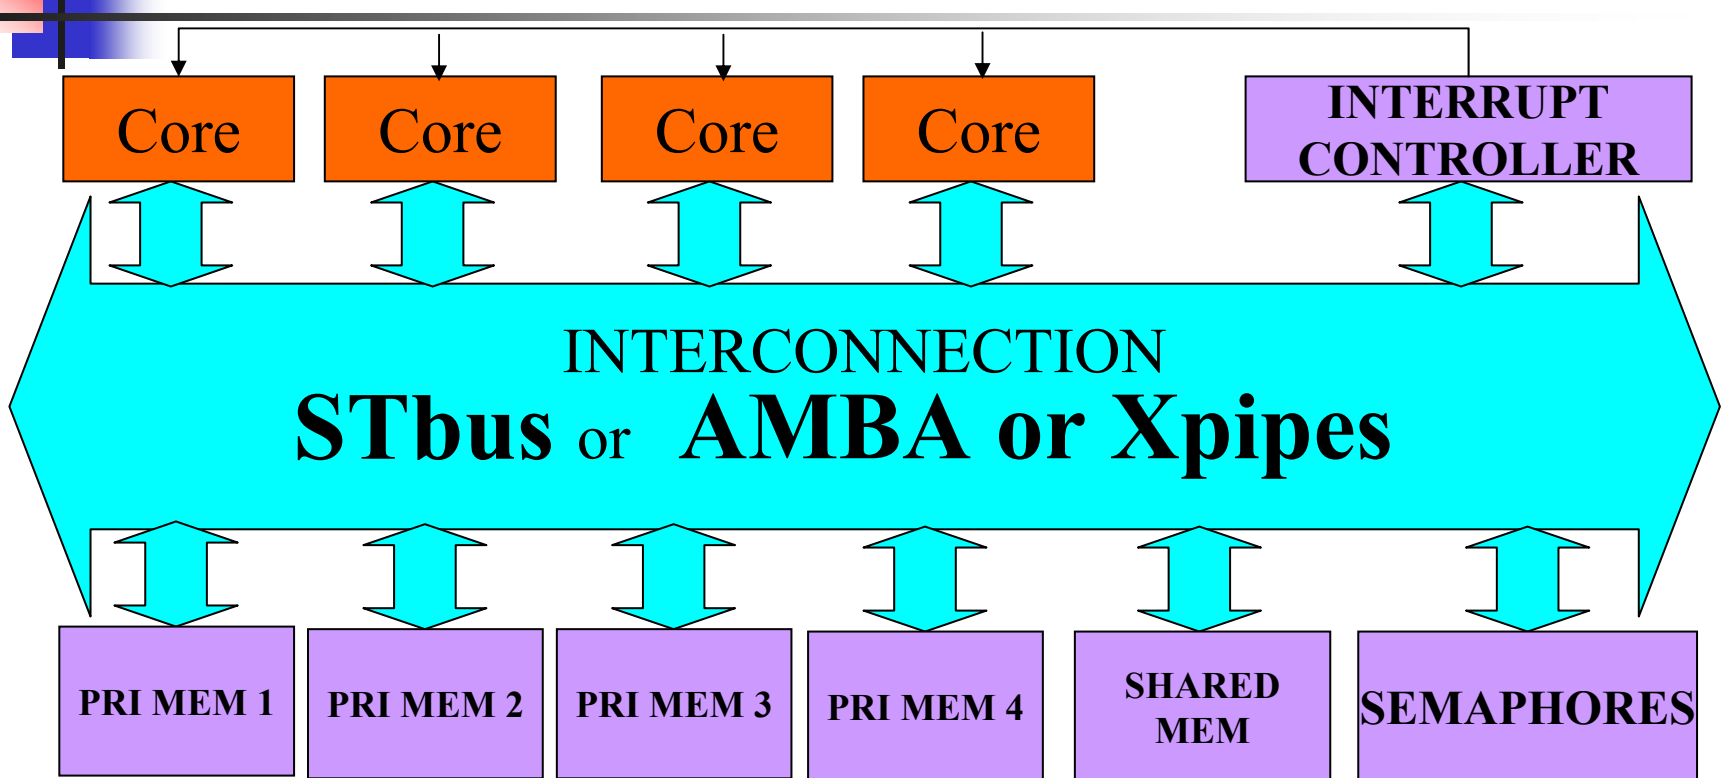 Core
Core
Core
Core
INTERRUPT
CONTROLLER
INTERCONNECTION
STbus or AMBA or Xpipes
PRI MEM 1
PRI MEM 2
PRI MEM 3
PRI MEM 4
SHARED
MEM
SEMAPHORES